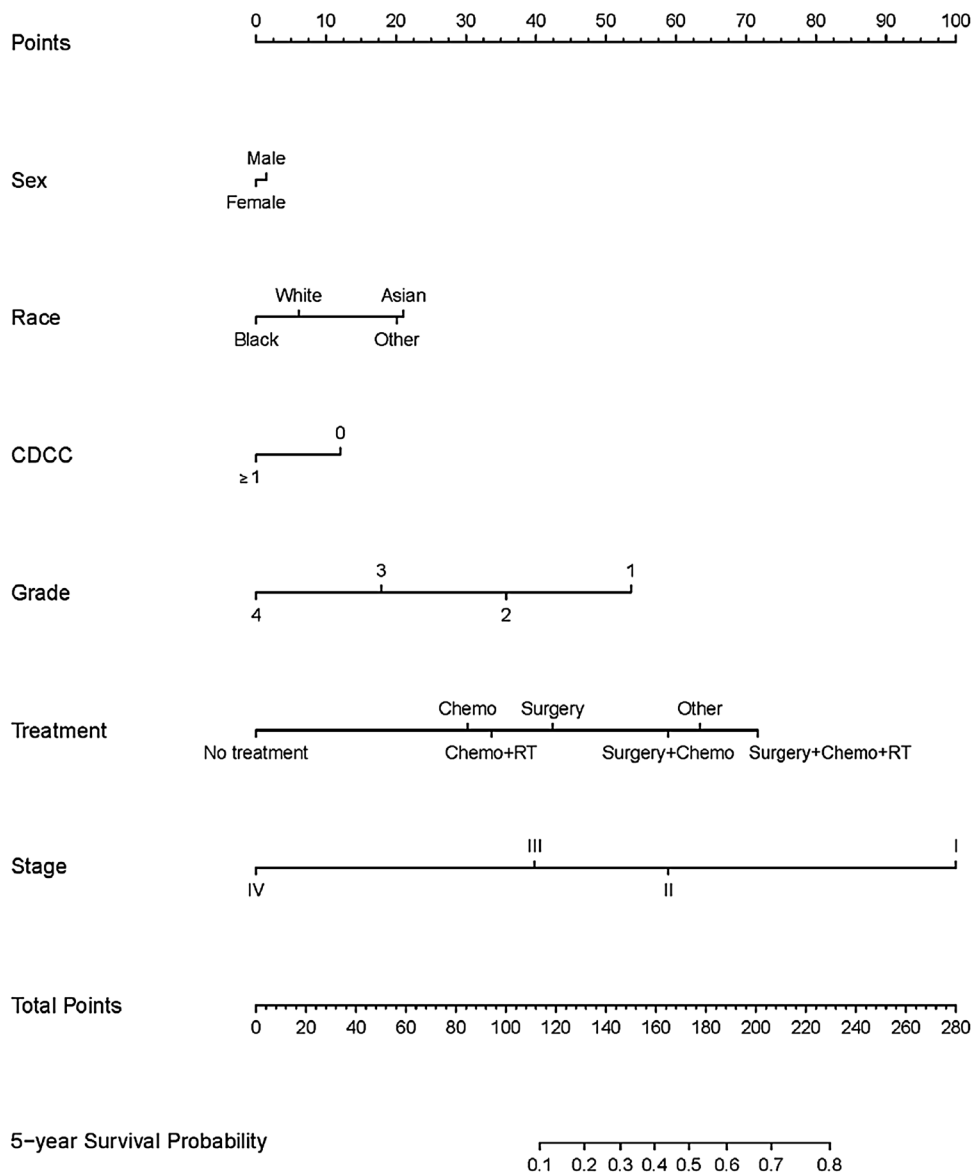 0 10 20 30 40 50 60 70 80 90 100
Points
Male
Sex
Female
White Asian
Race
Black Other
0
CDCC
≥1
3 1
Grade
4 2
Chemo Surgery Other
Treatment
No treatment Chemo+RT Surgery+Chemo Surgery+Chemo+RT
III I
Stage
IV II
Total Points
0 20 40 60 80 100 120 140 160 180 200 220 240 260 280
5−year Survival Probability
0.1 0.2 0.3 0.4 0.5 0.6 0.7 0.8